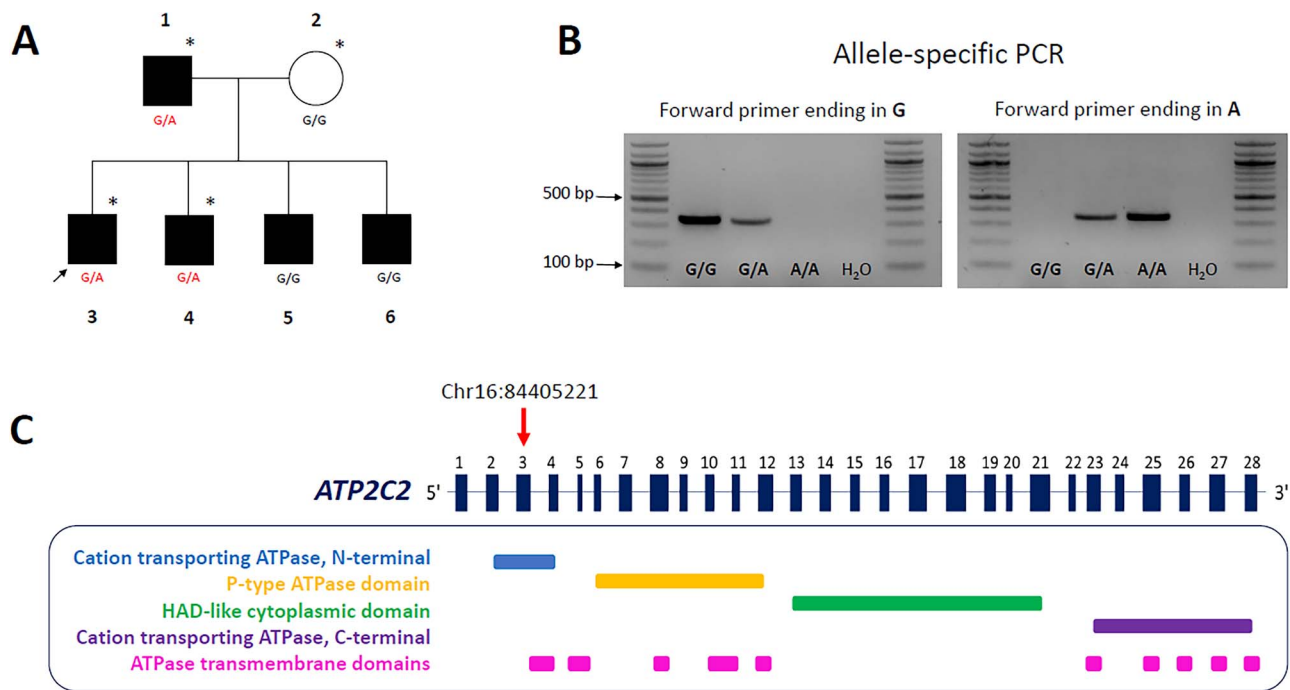 A
1
2
*
*
G/A
G/G
*
*
G/A
G/A
G/G
G/G
3
4
5
6
B
Allele-specific PCR
Forward primer ending in G
Forward primer ending in A
500 bp
100 bp
G/G G/A A/A H₂O
G/G G/A A/A H₂O
C
Chr16:84405221
1 2 3 4 5 6 7 8 9 10 11 12 13 14 15 16 17 18 19 20 21 22 23 24 25 26 27 28
ATP2C2 5' 3'
Cation transporting ATPase, N-terminal
P-type ATPase domain
HAD-like cytoplasmic domain
Cation transporting ATPase, C-terminal
ATPase transmembrane domains